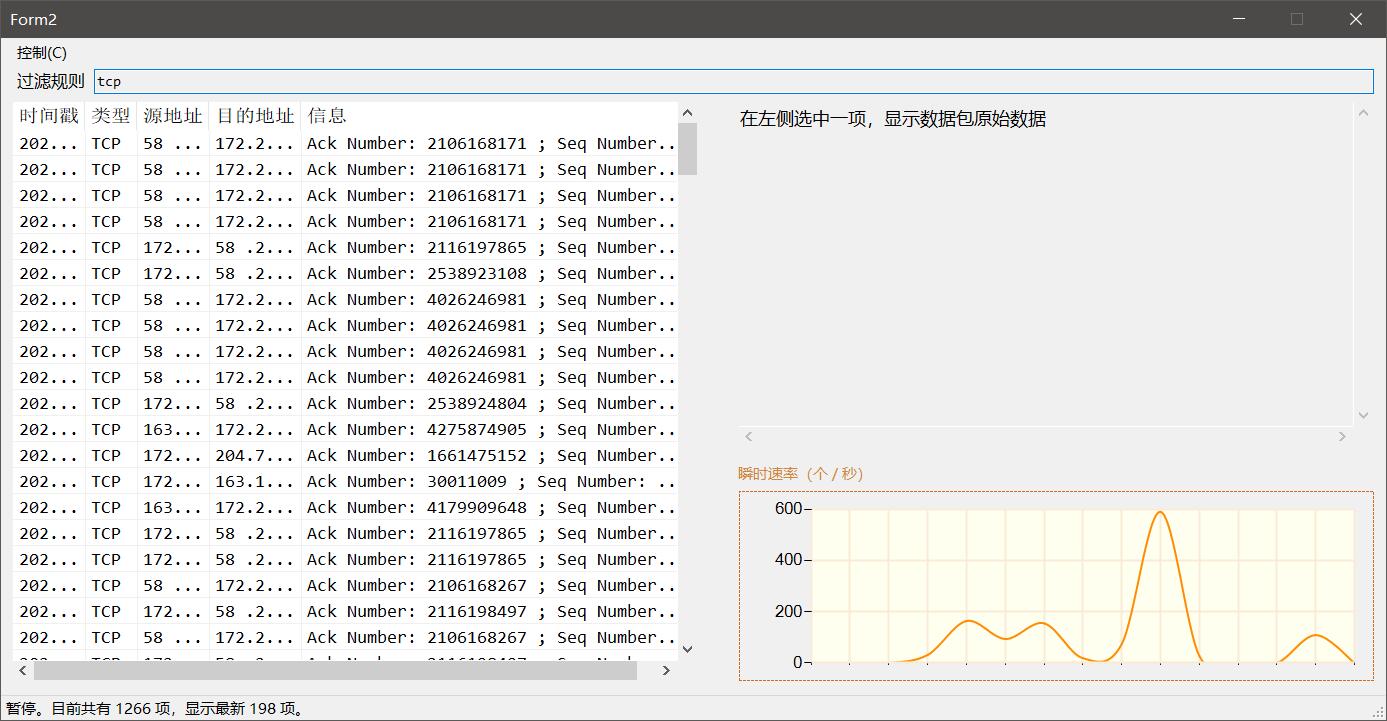 Form2
控制(C)
过滤规则 tcp
时间戳 类型 源地址 目的地址 信息
202... TCP 58 ... 172.2... Ack Number: 2106168171 ; Seq Number..
202... TCP 58 ... 172.2... Ack Number: 2106168171 ; Seq Number..
202... TCP 58 ... 172.2... Ack Number: 2106168171 ; Seq Number..
202... TCP 58 ... 172.2... Ack Number: 2106168171 ; Seq Number..
202... TCP 172... 58 .2... Ack Number: 2116197865 ; Seq Number..
202... TCP 172... 58 .2... Ack Number: 2538923108 ; Seq Number..
202... TCP 58 ... 172.2... Ack Number: 4026246981 ; Seq Number..
202... TCP 58 ... 172.2... Ack Number: 4026246981 ; Seq Number..
202... TCP 58 ... 172.2... Ack Number: 4026246981 ; Seq Number..
202... TCP 58 ... 172.2... Ack Number: 4026246981 ; Seq Number..
202... TCP 172... 58 .2... Ack Number: 2538924804 ; Seq Number..
202... TCP 163... 172.2... Ack Number: 4275874905 ; Seq Number..
202... TCP 172... 204.7... Ack Number: 1661475152 ; Seq Number..
202... TCP 172... 163.1... Ack Number: 30011009 ; Seq Number: ..
202... TCP 163... 172.2... Ack Number: 4179909648 ; Seq Number..
202... TCP 172... 58 .2... Ack Number: 2116197865 ; Seq Number..
202... TCP 172... 58 .2... Ack Number: 2116197865 ; Seq Number..
202... TCP 58 ... 172.2... Ack Number: 2106168267 ; Seq Number..
202... TCP 172... 58 .2... Ack Number: 2116198497 ; Seq Number..
202... TCP 58 ... 172.2... Ack Number: 2106168267 ; Seq Number..
在左侧选中一项，显示数据包原始数据
瞬时速率（个 / 秒）
600
400
200
0
暂停。目前共有 1266 项，显示最新 198 项。